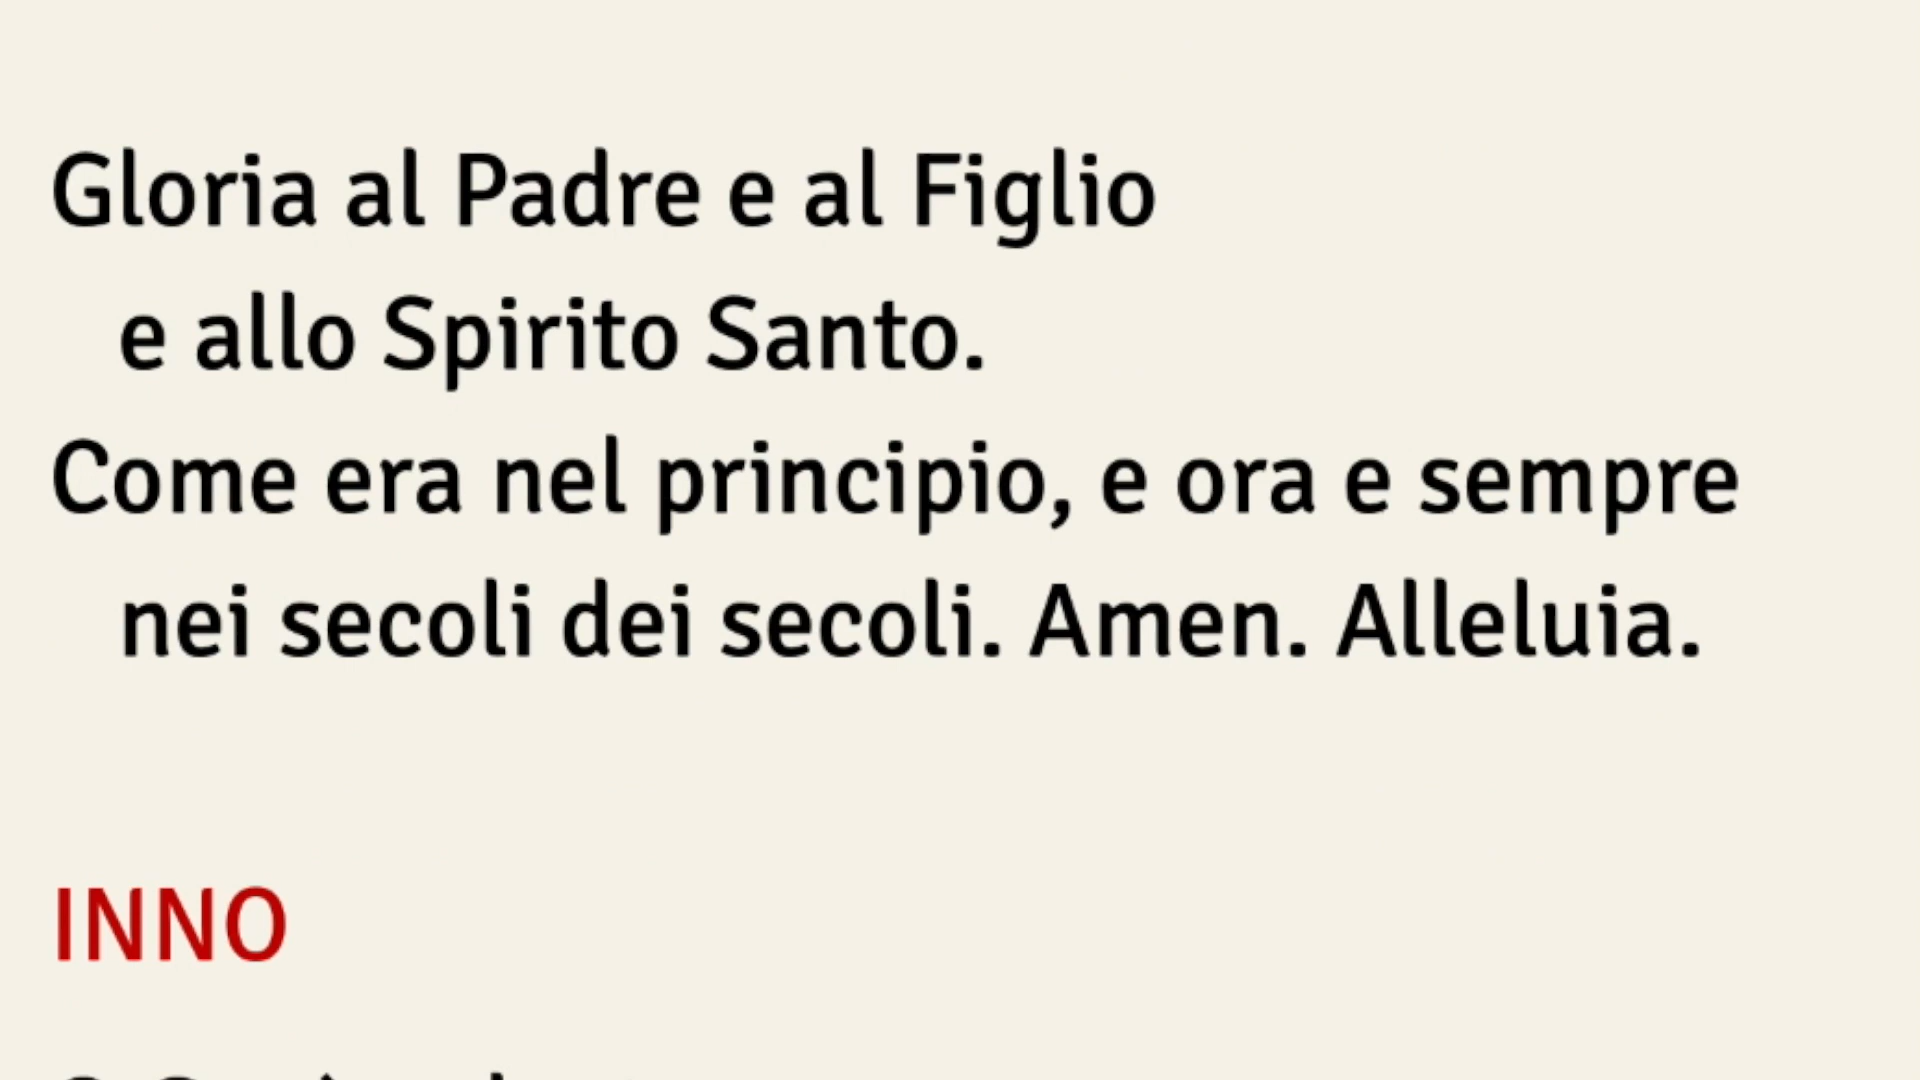 Gloria al Padre e al Figlio
e allo Spirito Santo.
Come era nel principio, e ora e sempre
nei secoli dei secoli. Amen. Alleluia.
INNO